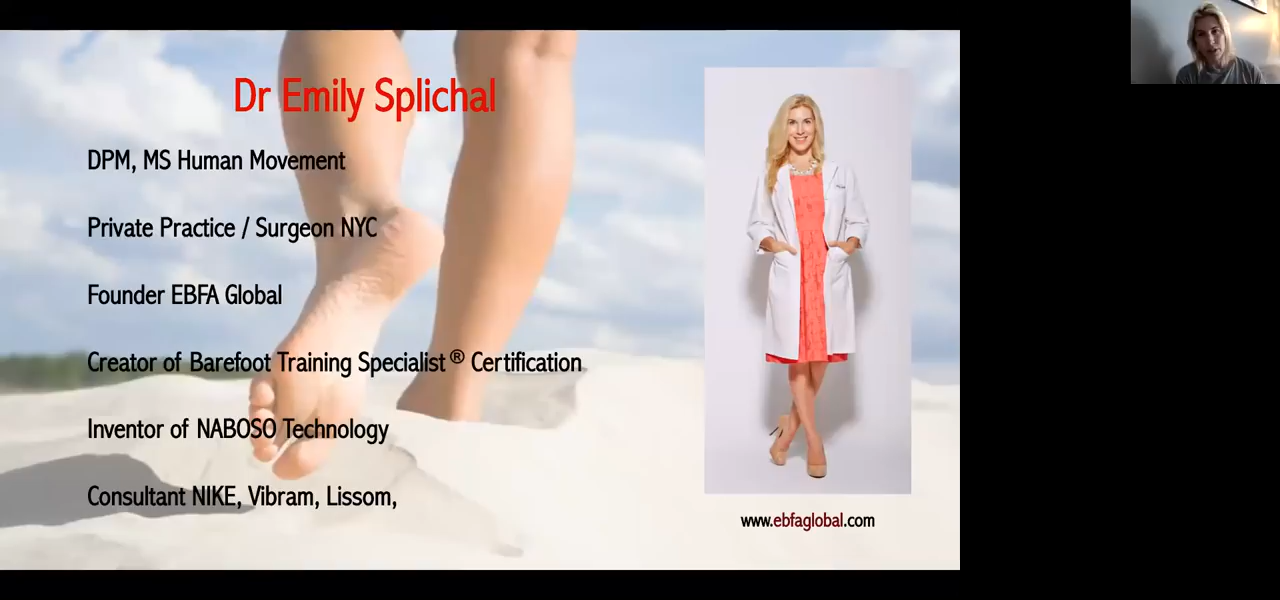 Dr Emily Splichal
DPM, MS Human Movement
Private Practice / Surgeon NYC
Founder EBFA Global
Creator of Barefoot Training Specialist® Certification
Inventor of NABOSO Technology
Consultant NIKE, Vibram, Lissom,
www.ebfaglobal.com